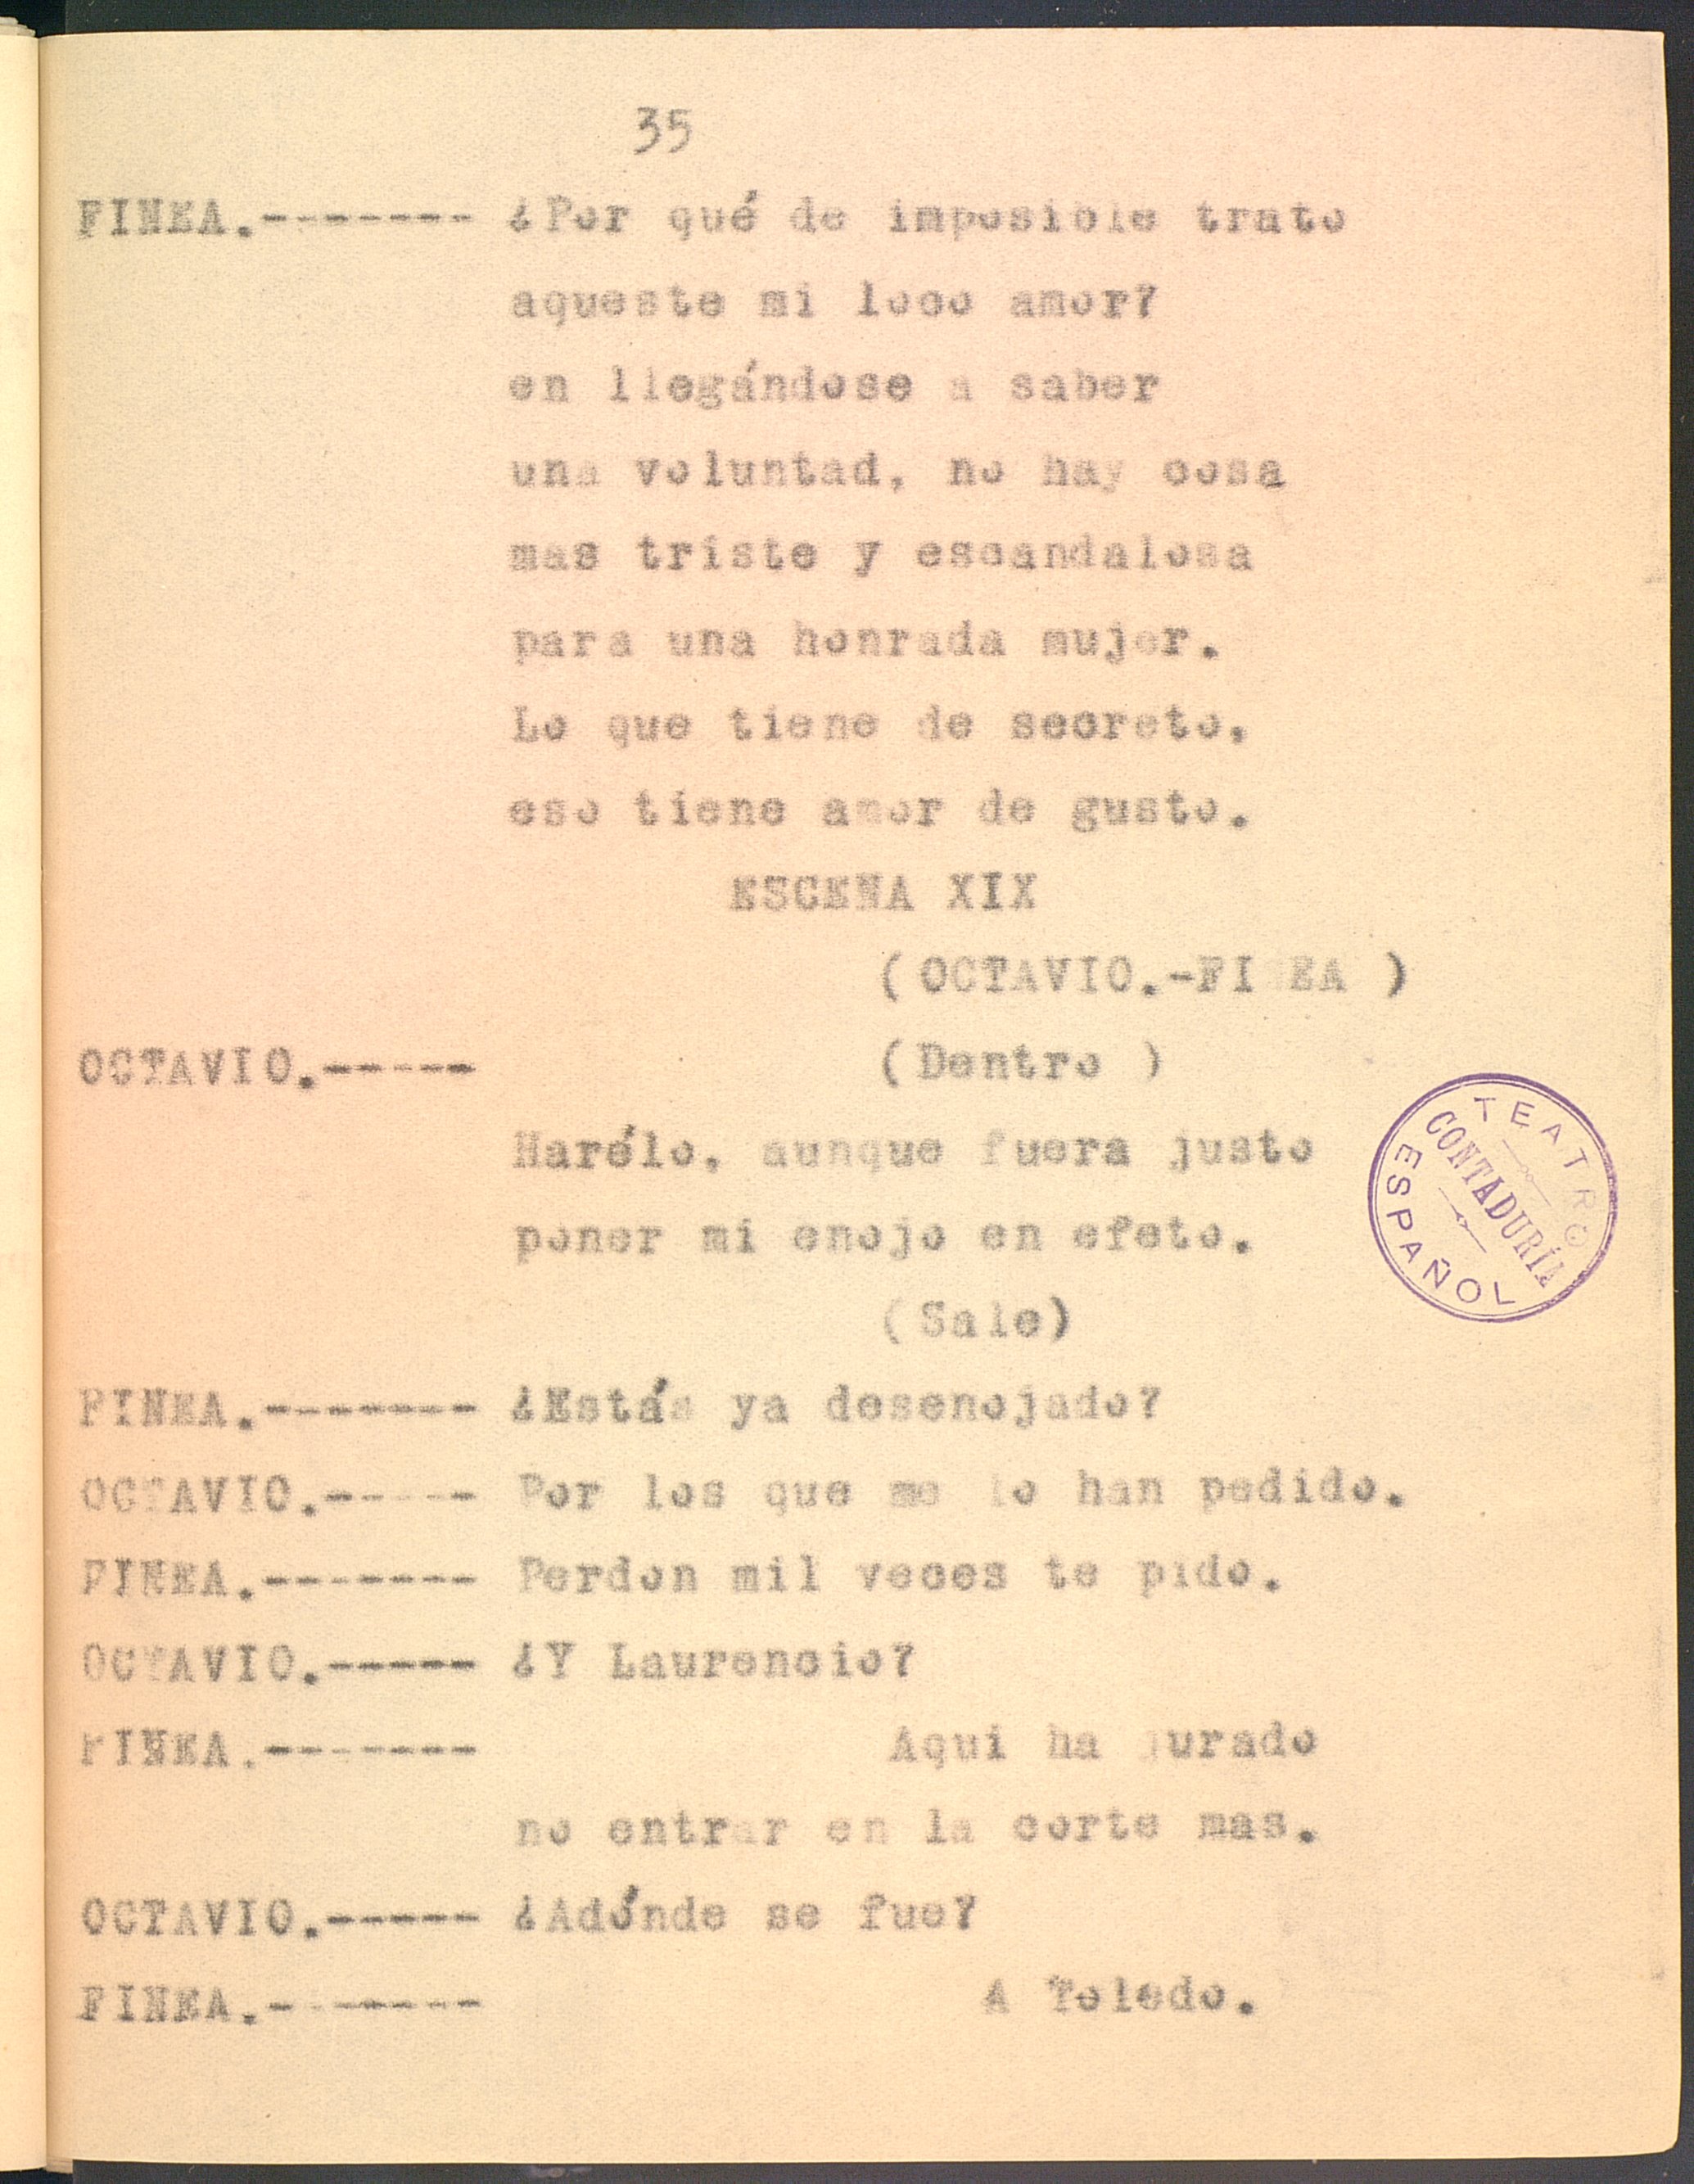 35
FINEA.------- ¿Por qué de imposible trato
aqueste mi loco amor?
en llegándose a saber
una voluntad, no hay cosa
mas triste y escandalosa
para una honrada mujer.
Lo que tiene de secreto,
eso tiene amor de gusto.
ESCENA XIX
( OCTAVIO.-FINEA )
OCTAVIO.----- ( Dentro )
Harélo, aunque fuera justo
poner mi enojo en efeto.
( Sale)
FINEA.------- ¿Estás ya desenojado?
OCTAVIO.----- Por los que me lo han pedido.
FINEA.------- Perdon mil veces te pido.
OCTAVIO.----- ¿Y Laurencio?
FINEA.------- Aqui ha jurado
no entrar en la corte mas.
OCTAVIO.----- ¿Adónde se fue?
FINEA.------- A Toledo.
TEATRO ESPAÑOL
CONTADURÍA